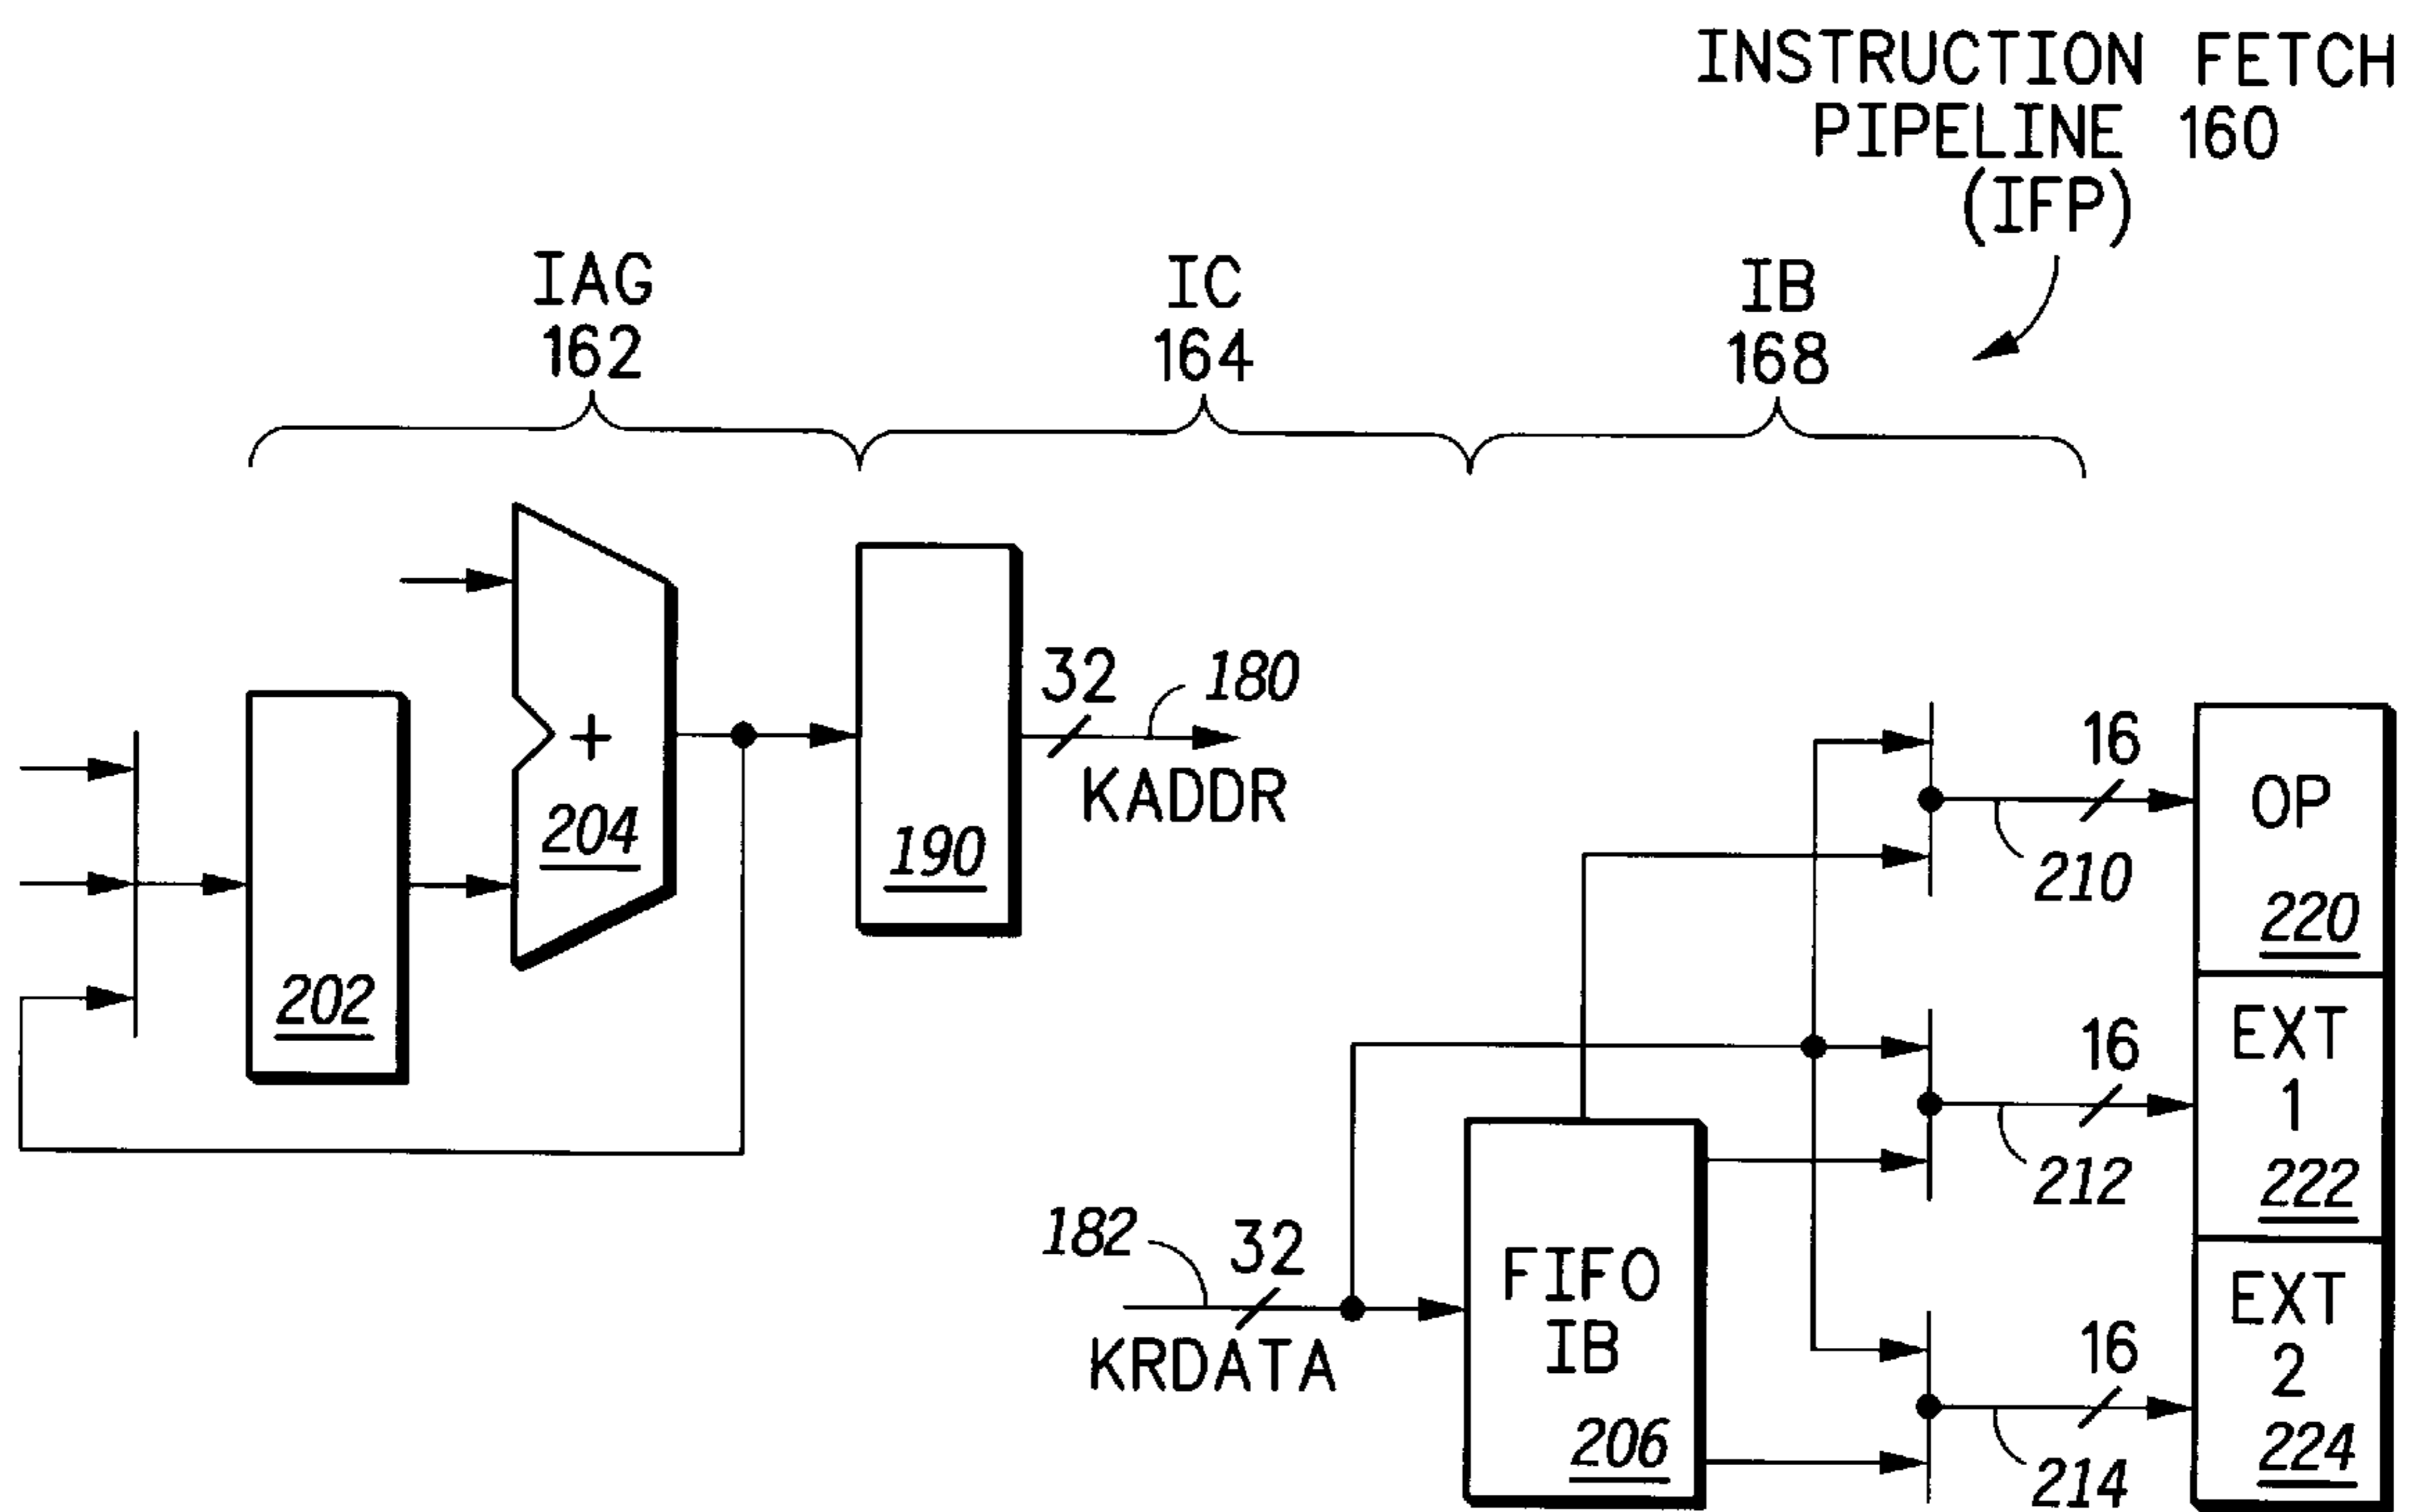 INSTRUCTION FETCH
PIPELINE 160
(IFP)
IAG
162
IC
164
IB
168
+
204
202
190
32
180
KADDR
16
210
OP
220
16
212
EXT
1
222
182
32
KRDATA
FIFO
IB
206
16
214
EXT
2
224